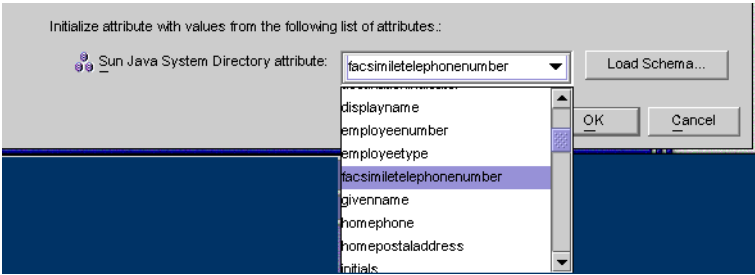 Initialize attribute with values from the following list of attributes.:
Sun Java System Directory attribute:
facsimiletelephonenumber
Load Schema...
destinationindicator
displayname
employeenumber
employeetype
facsimiletelephonenumber
givenname
homephone
homepostaladdress
initials
OK
Cancel